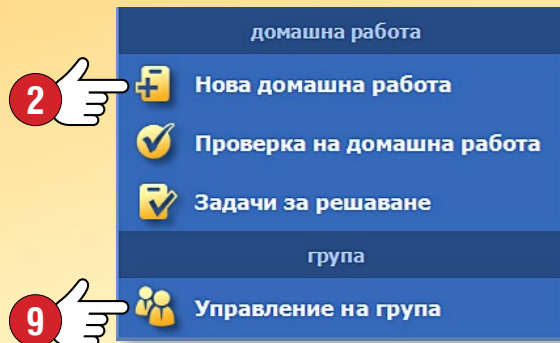 домашна работа
2
Нова домашна работа
Проверка на домашна работа
Задачи за решаване
група
9
Управление на група